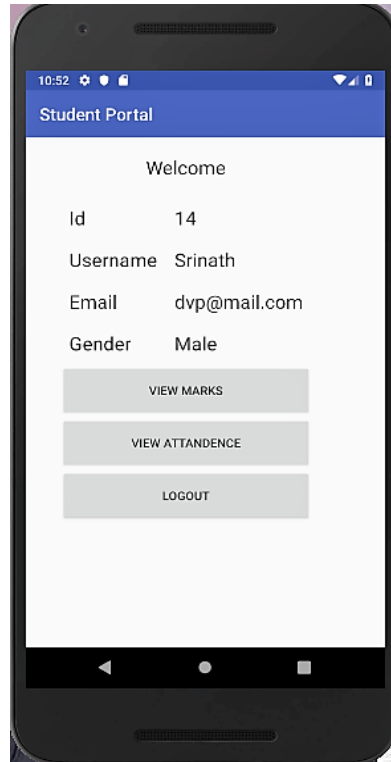 10:52
Student Portal
Welcome
Id 14
Username Srinath
Email dvp@mail.com
Gender Male
VIEW MARKS
VIEW ATTANDENCE
LOGOUT